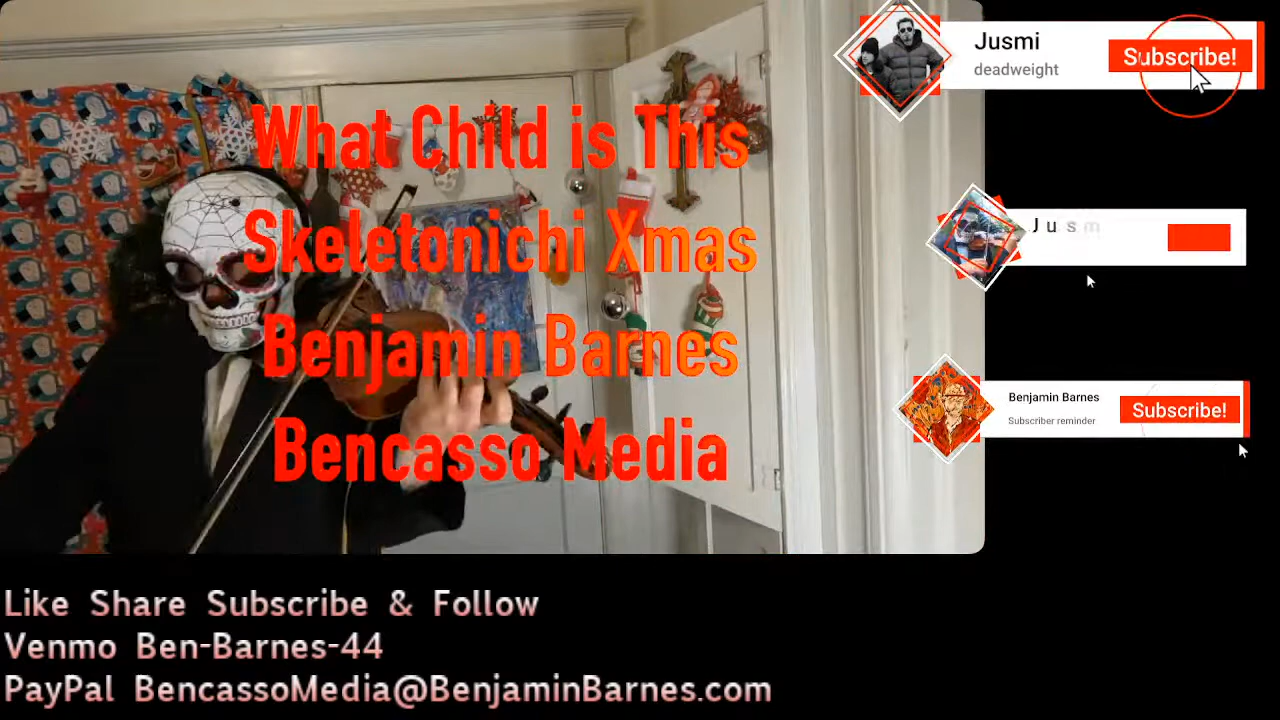 What Child is This
Skeletonichi Xmas
Benjamin Barnes
Bencasso Media
Jusmi
deadweight
Subscribe!
Jusm
Benjamin Barnes
Subscriber reminder
Subscribe!
Like Share Subscribe & Follow
Venmo Ben-Barnes-44
PayPal BencassoMedia@BenjaminBarnes.com